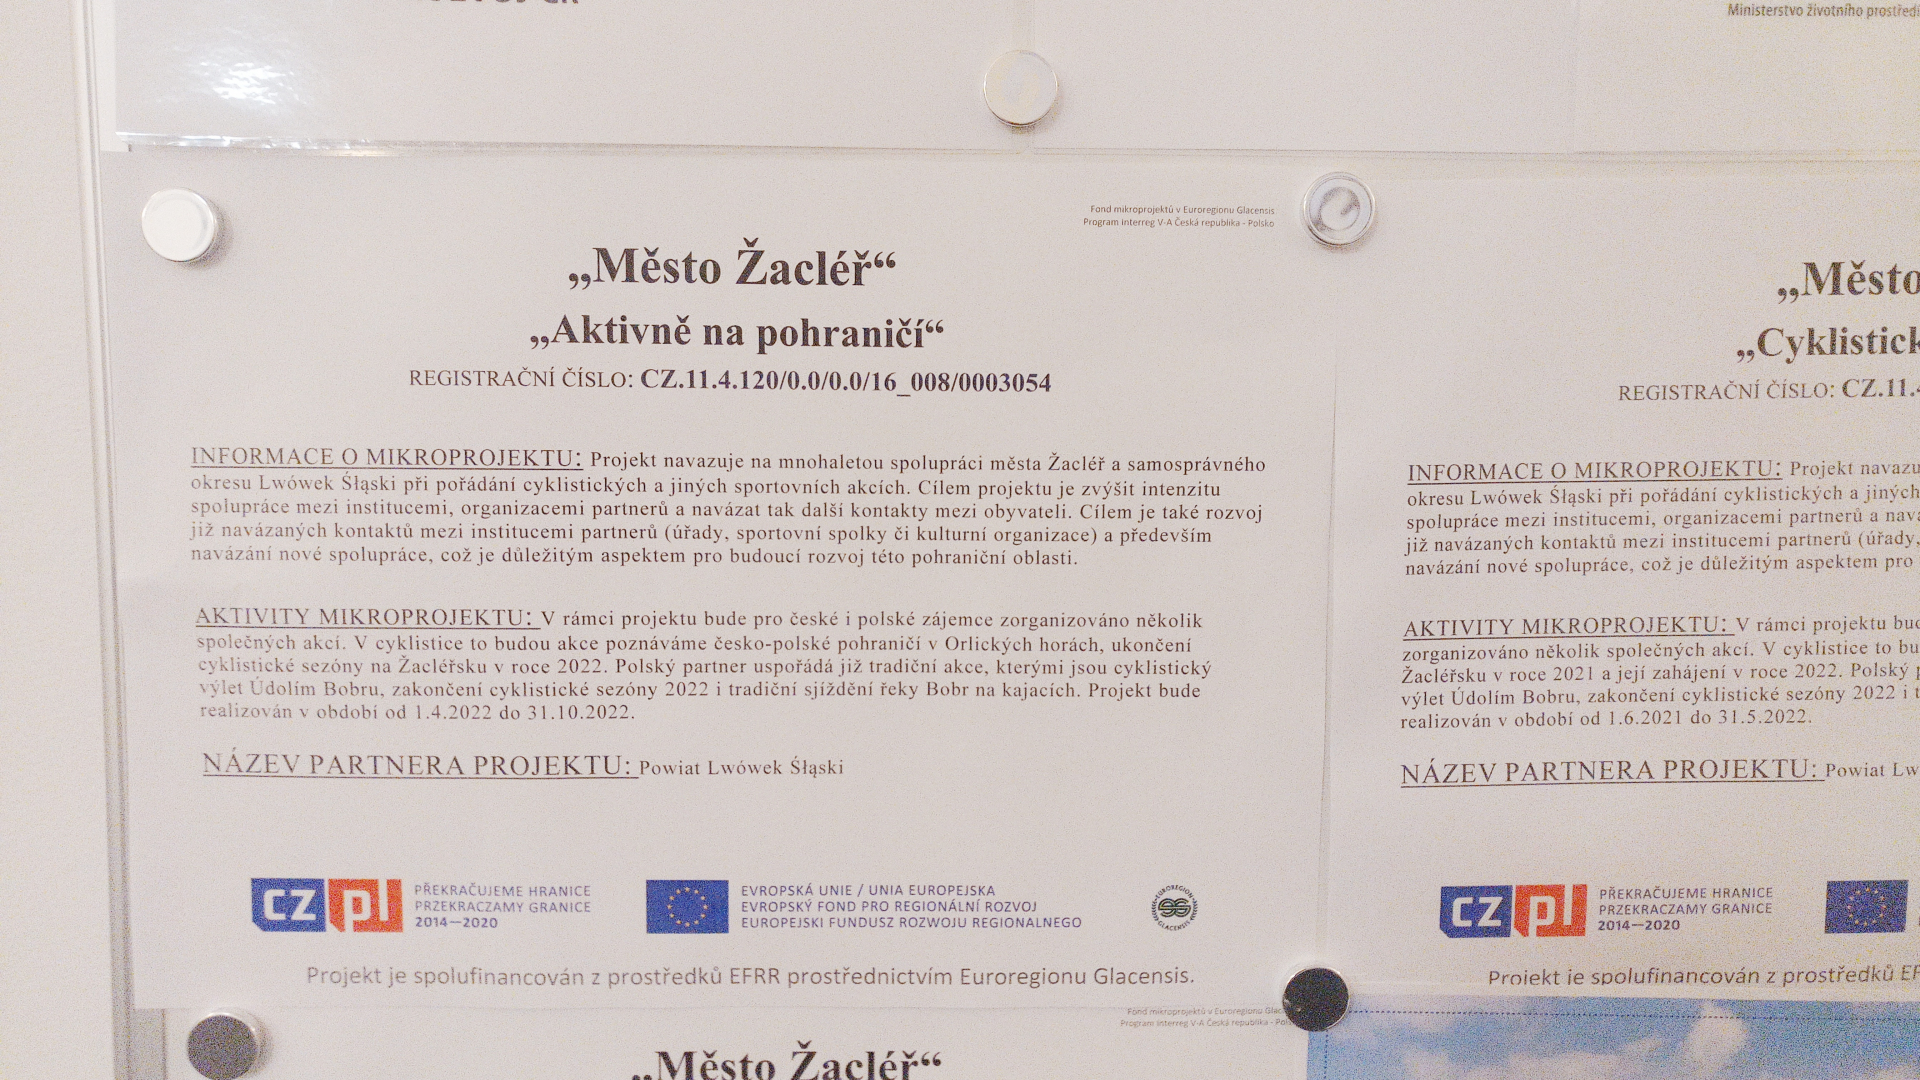 Ministerstvo životního prostředí
Fond mikroprojektů v Euroregionu Glacensis
Program Interreg V-A Česká republika - Polsko
„Město Žacléř“
„Aktivně na pohraničí“
REGISTRAČNÍ ČÍSLO: CZ.11.4.120/0.0/0.0/16_008/0003054
INFORMACE O MIKROPROJEKTU: Projekt navazuje na mnohaletou spolupráci města Žacléř a samosprávného
okresu Lwówek Śląski při pořádání cyklistických a jiných sportovních akcích. Cílem projektu je zvýšit intenzitu
spolupráce mezi institucemi, organizacemi partnerů a navázat tak další kontakty mezi obyvateli. Cílem je také rozvoj
již navázaných kontaktů mezi institucemi partnerů (úřady, sportovní spolky či kulturní organizace) a především
navázání nové spolupráce, což je důležitým aspektem pro budoucí rozvoj této pohraniční oblasti.
AKTIVITY MIKROPROJEKTU: V rámci projektu bude pro české i polské zájemce zorganizováno několik
společných akcí. V cyklistice to budou akce poznáváme česko-polské pohraničí v Orlických horách, ukončení
cyklistické sezóny na Žacléřsku v roce 2022. Polský partner uspořádá již tradiční akce, kterými jsou cyklistický
výlet Údolím Bobru, zakončení cyklistické sezóny 2022 i tradiční sjíždění řeky Bobr na kajacích. Projekt bude
realizován v období od 1.4.2022 do 31.10.2022.
NÁZEV PARTNERA PROJEKTU: Powiat Lwówek Śląski
CZ PL
PŘEKRAČUJEME HRANICE
PRZEKRACZAMY GRANICE
2014—2020
EVROPSKÁ UNIE / UNIA EUROPEJSKA
EVROPSKÝ FOND PRO REGIONÁLNÍ ROZVOJ
EUROPEJSKI FUNDUSZ ROZWOJU REGIONALNEGO
EUROREGION GLACENSIS
Projekt je spolufinancován z prostředků EFRR prostřednictvím Euroregionu Glacensis.
„Město
„Cyklistick
REGISTRAČNÍ ČÍSLO: CZ.11.4
INFORMACE O MIKROPROJEKTU: Projekt navazu
okresu Lwówek Śląski při pořádání cyklistických a jiných
spolupráce mezi institucemi, organizacemi partnerů a nav
již navázaných kontaktů mezi institucemi partnerů (úřady,
navázání nové spolupráce, což je důležitým aspektem pro
AKTIVITY MIKROPROJEKTU: V rámci projektu bud
zorganizováno několik společných akcí. V cyklistice to bu
Žacléřsku v roce 2021 a její zahájení v roce 2022. Polský p
výlet Údolím Bobru, zakončení cyklistické sezóny 2022 i t
realizován v období od 1.6.2021 do 31.5.2022.
NÁZEV PARTNERA PROJEKTU: Powiat Lw
CZ PL
PŘEKRAČUJEME HRANICE
PRZEKRACZAMY GRANICE
2014—2020
Projekt je spolufinancován z prostředků EF
Fond mikroprojektů v Euroregionu Glac
Program Interreg V-A Česká republika - Pols
„Město Žacléř“